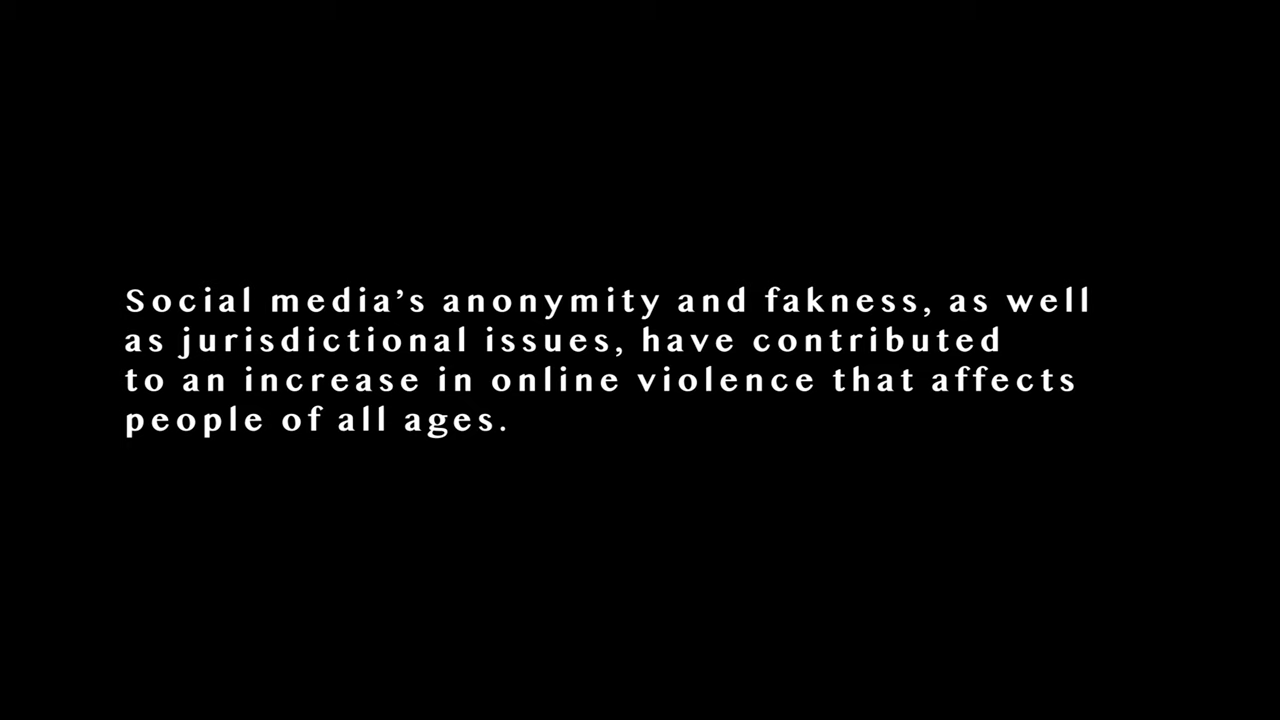 Social media’s anonymity and fakness, as well
as jurisdictional issues, have contributed
to an increase in online violence that affects
people of all ages.